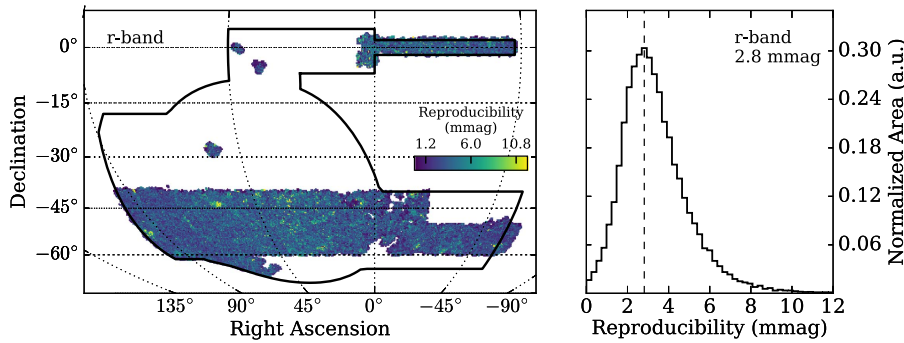 r-band
0°
−15°
−30°
−45°
−60°
Declination
Reproducibility
(mmag)
1.2 6.0 10.8
135° 90° 45° 0° −45° −90°
Right Ascension
r-band
2.8 mmag
0.30
0.24
0.18
0.12
0.06
Normalized Area (a.u.)
0 2 4 6 8 10 12
Reproducibility (mmag)